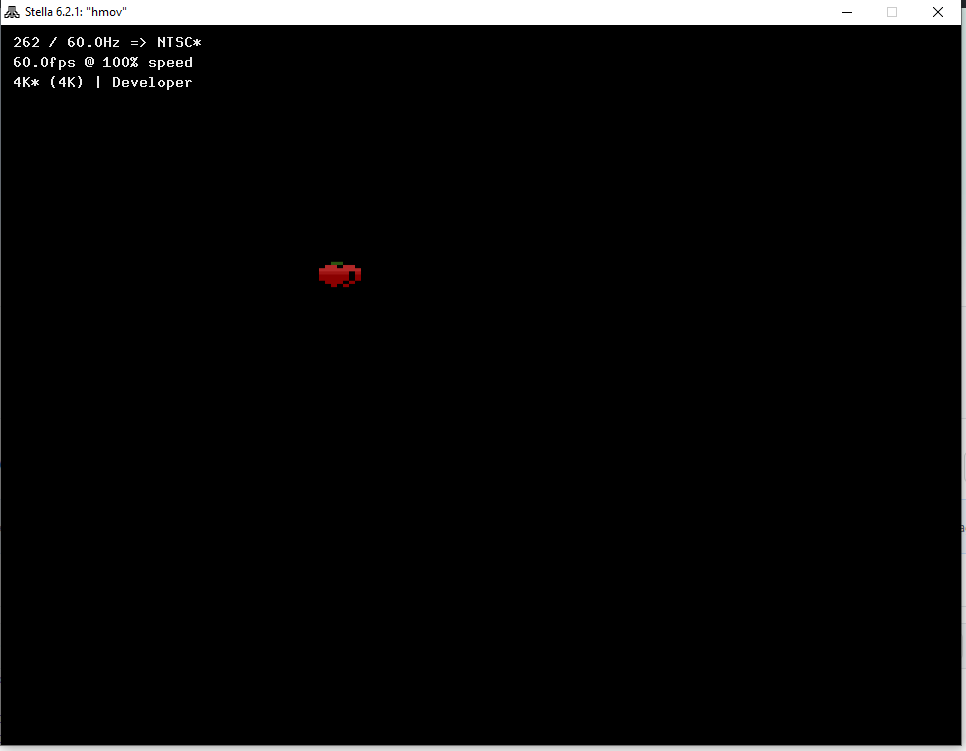 Stella 6.2.1: "hmov"
262 / 60.0Hz => NTSC*
60.0fps @ 100% speed
4K* (4K) | Developer